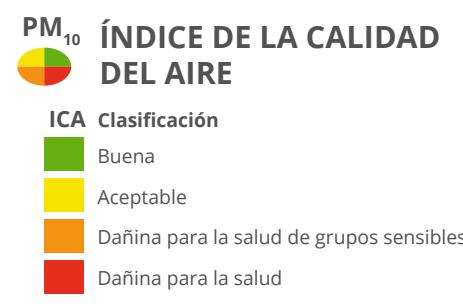 PM10 ÍNDICE DE LA CALIDAD
DEL AIRE
ICA Clasificación
Buena
Aceptable
Dañina para la salud de grupos sensibles
Dañina para la salud